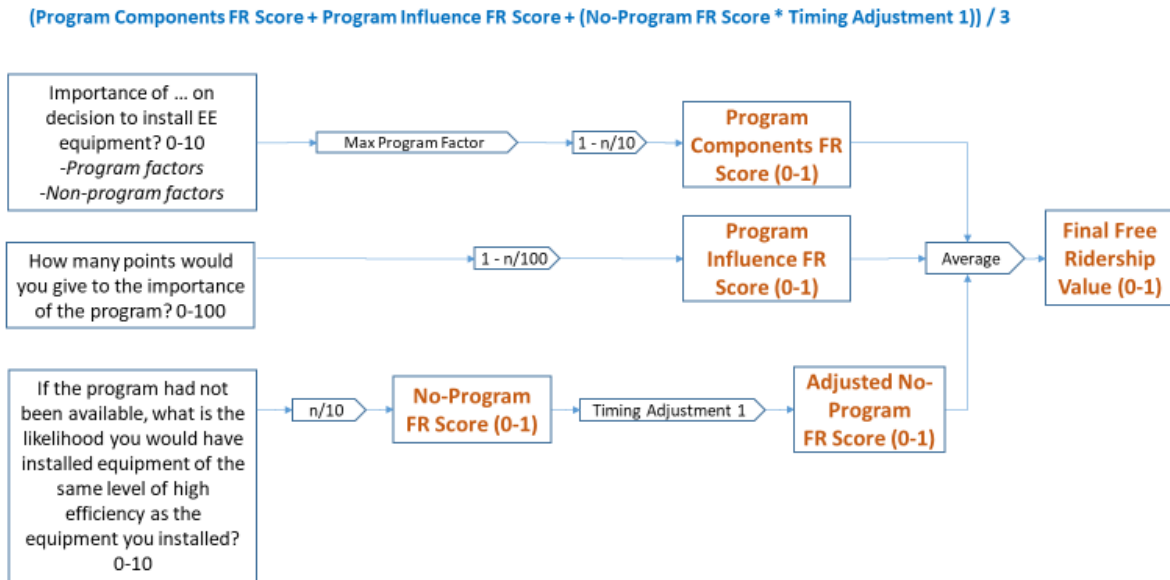 (Program Components FR Score + Program Influence FR Score + (No-Program FR Score * Timing Adjustment 1)) / 3
Importance of ... on
decision to install EE
equipment? 0-10
-Program factors
-Non-program factors
Max Program Factor
1 - n/10
Program
Components FR
Score (0-1)
How many points would
you give to the importance
of the program? 0-100
1 - n/100
Program
Influence FR
Score (0-1)
Average
Final Free
Ridership
Value (0-1)
If the program had not
been available, what is the
likelihood you would have
installed equipment of the
same level of high
efficiency as the
equipment you installed?
0-10
n/10
No-Program
FR Score (0-1)
Timing Adjustment 1
Adjusted No-
Program
FR Score (0-1)